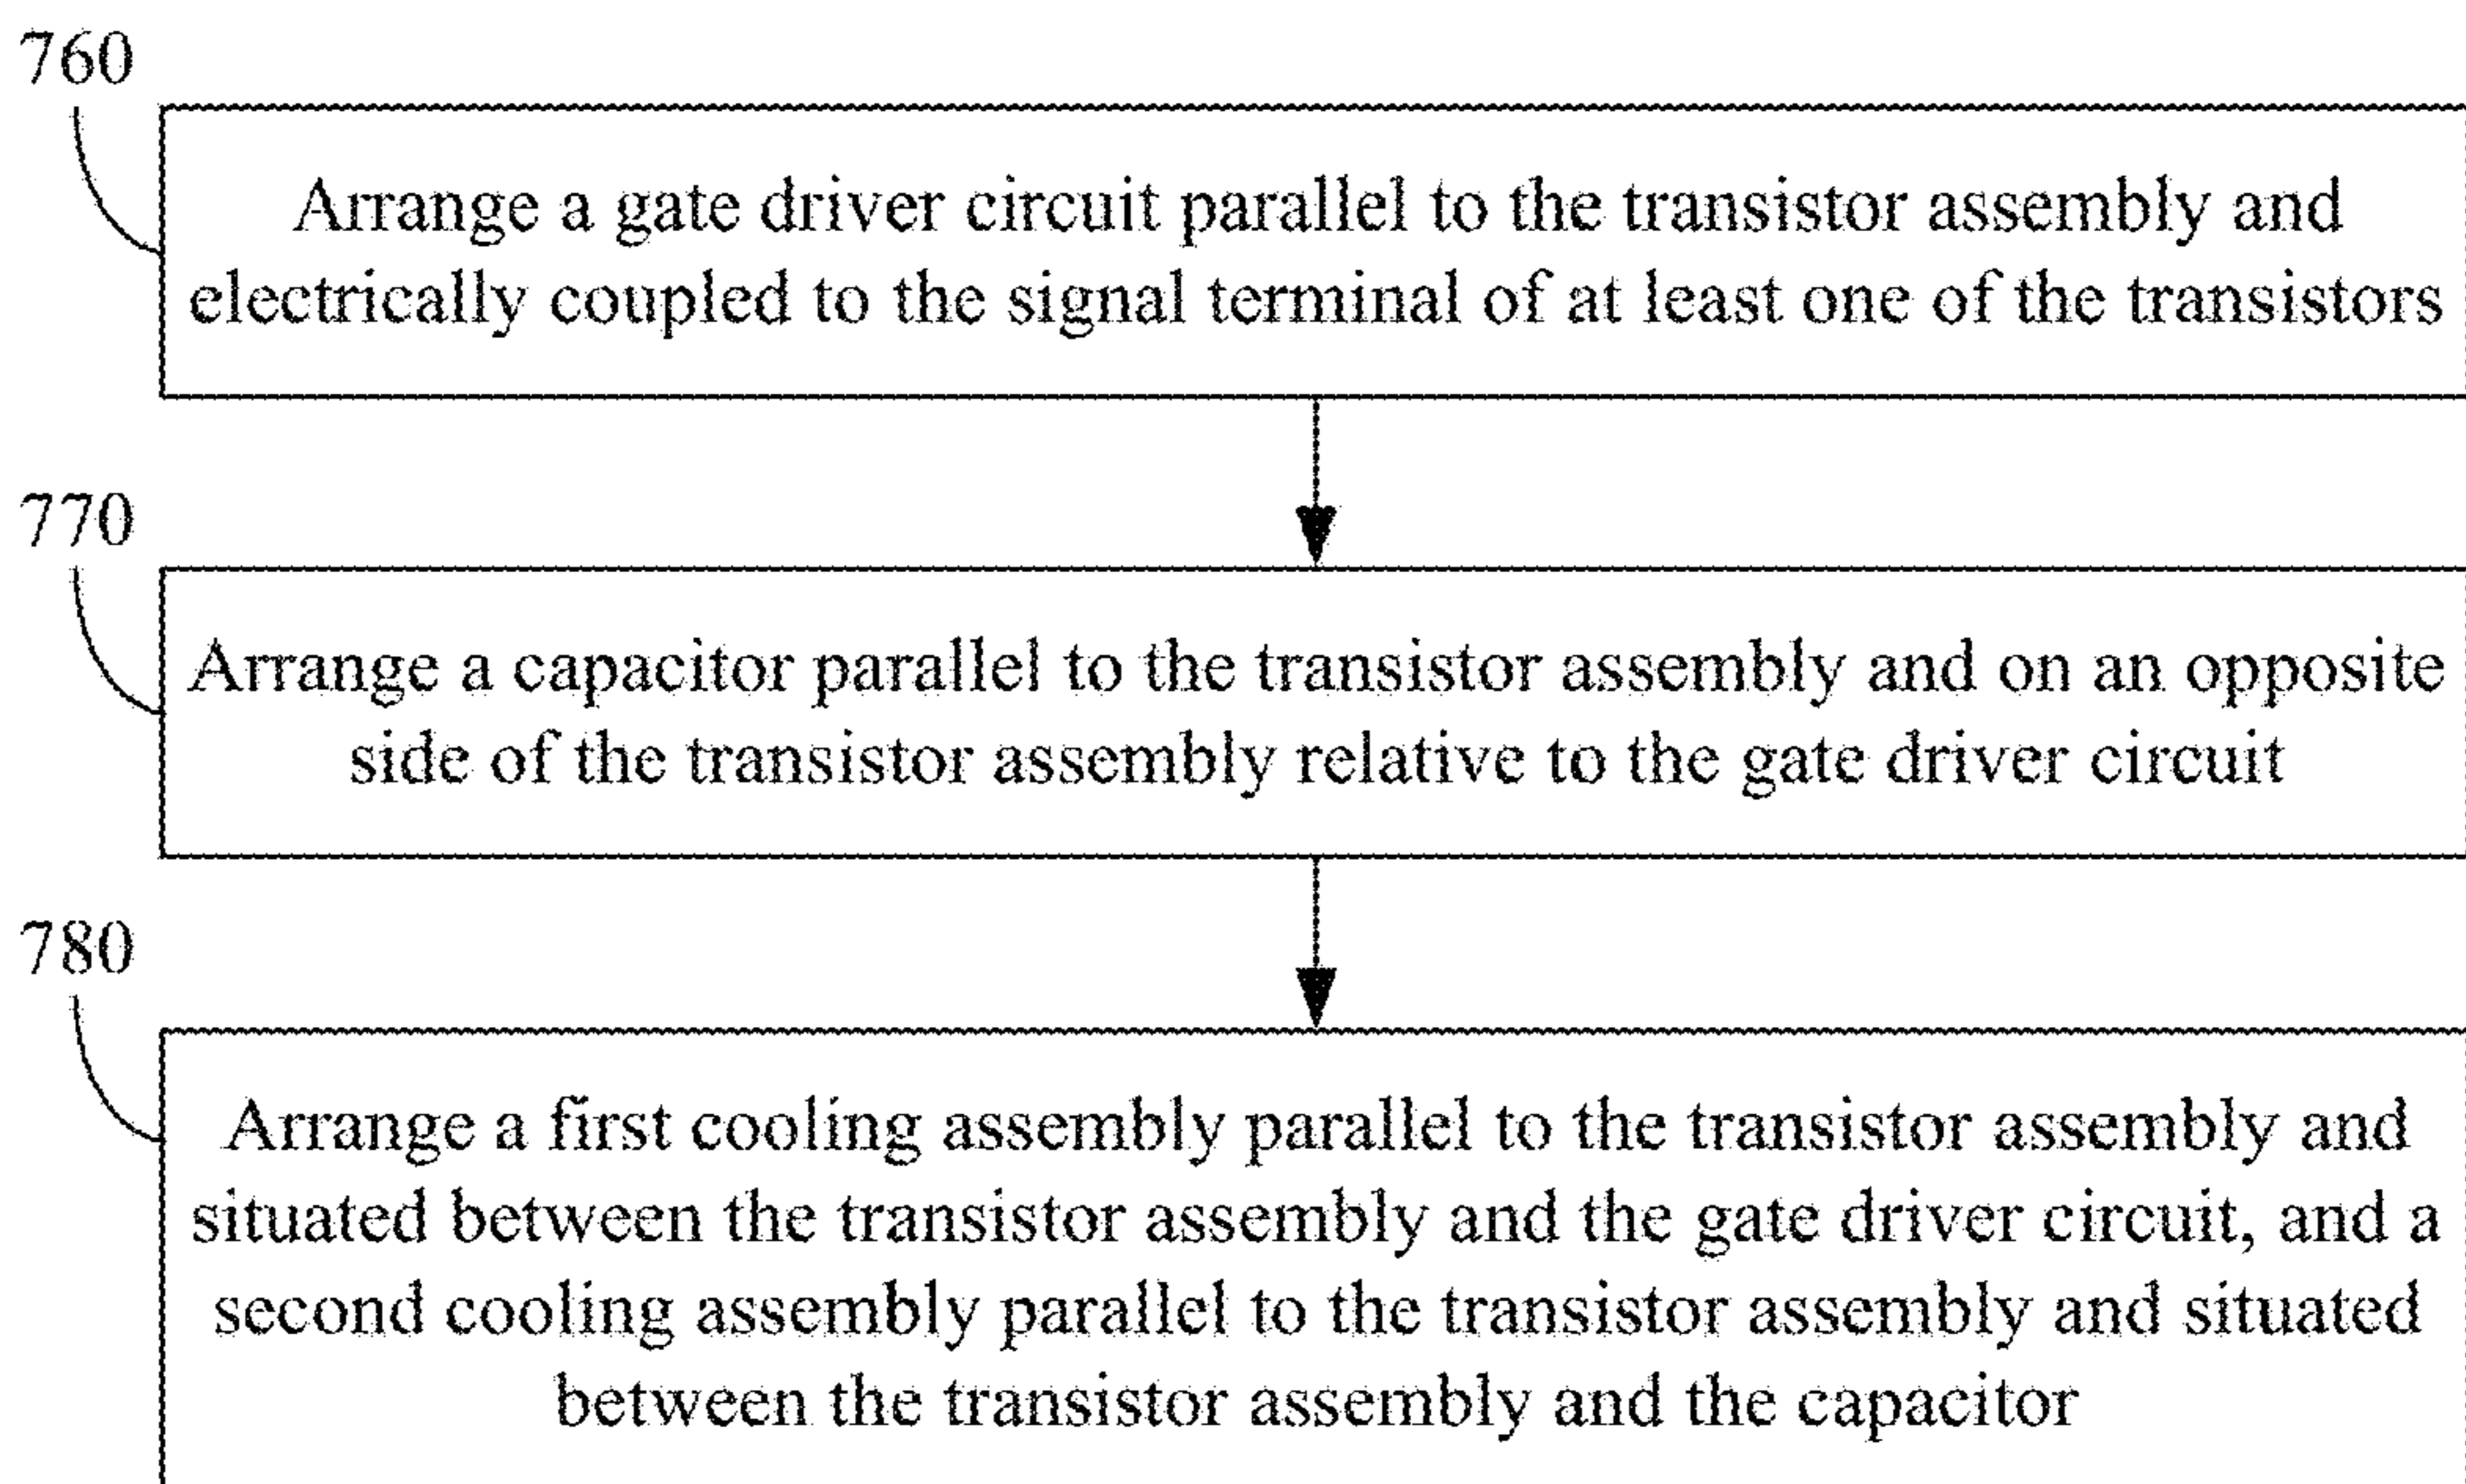 760
Arrange a gate driver circuit parallel to the transistor assembly and
electrically coupled to the signal terminal of at least one of the transistors
770
Arrange a capacitor parallel to the transistor assembly and on an opposite
side of the transistor assembly relative to the gate driver circuit
780
Arrange a first cooling assembly parallel to the transistor assembly and
situated between the transistor assembly and the gate driver circuit, and a
second cooling assembly parallel to the transistor assembly and situated
between the transistor assembly and the capacitor